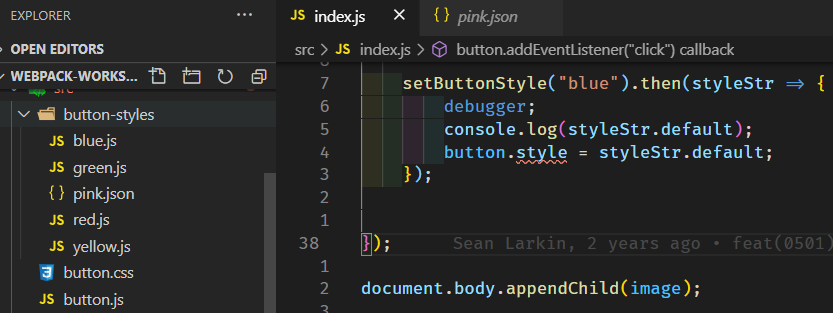 EXPLORER
OPEN EDITORS
WEBPACK-WORKS...
src
button-styles
JS blue.js
JS green.js
{ } pink.json
JS red.js
JS yellow.js
button.css
JS button.js
JS index.js
{ } pink.json
src > JS index.js > button.addEventListener("click") callback
7 setButtonStyle("blue").then(styleStr ⇒ {
6 debugger;
5 console.log(styleStr.default);
4 button.style = styleStr.default;
3 });
2
1
38 }); Sean Larkin, 2 years ago • feat(0501)
1
2 document.body.appendChild(image);